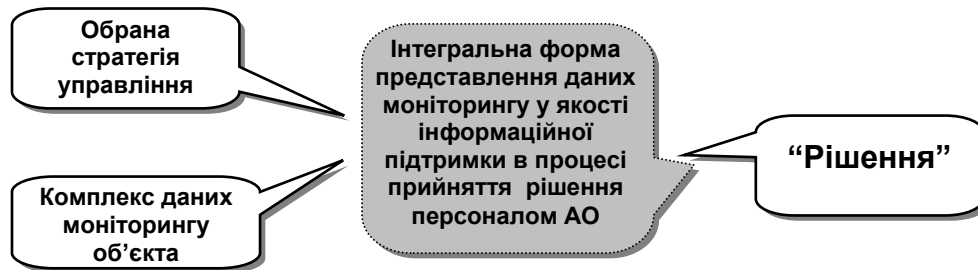 Обрана
стратегія
управління
Комплекс даних
моніторингу
об’єкта
Інтегральна форма
представлення даних
моніторингу у якості
інформаційної
підтримки в процесі
прийняття рішення
персоналом АО
“Рішення”